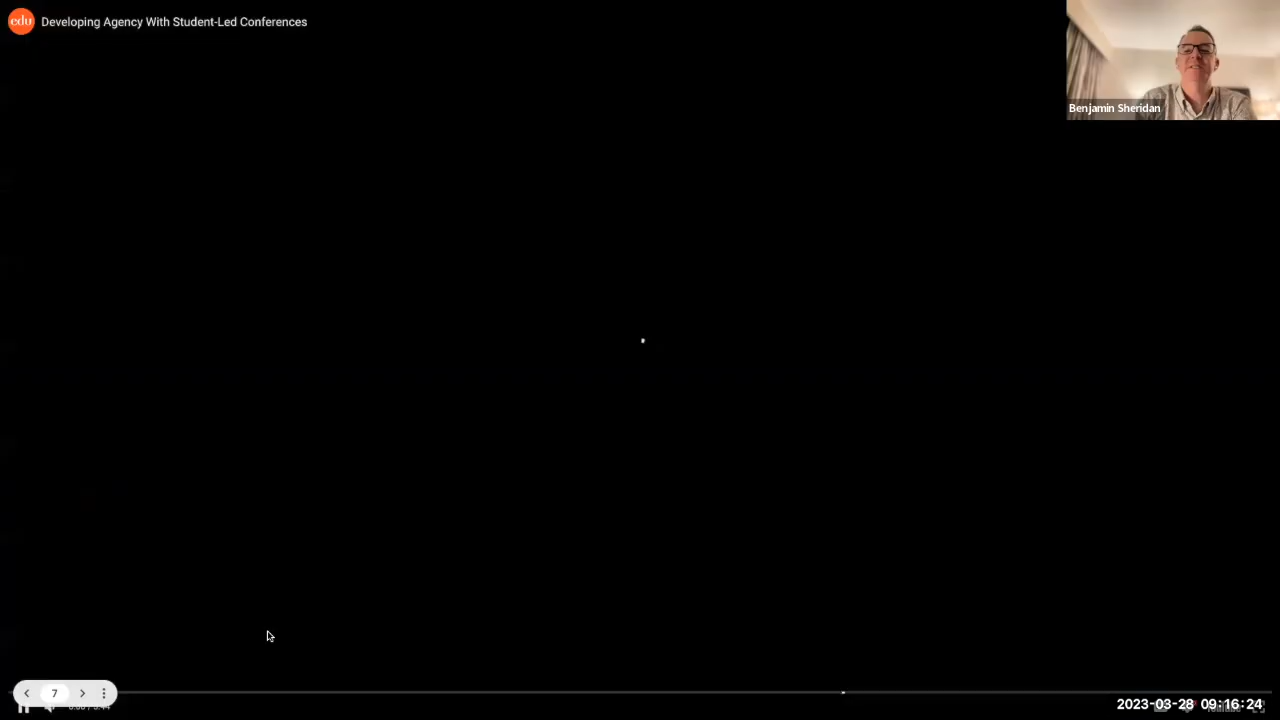 edu Developing Agency With Student-Led Conferences
Benjamin Sheridan
7
2023-03-28 09:16:24